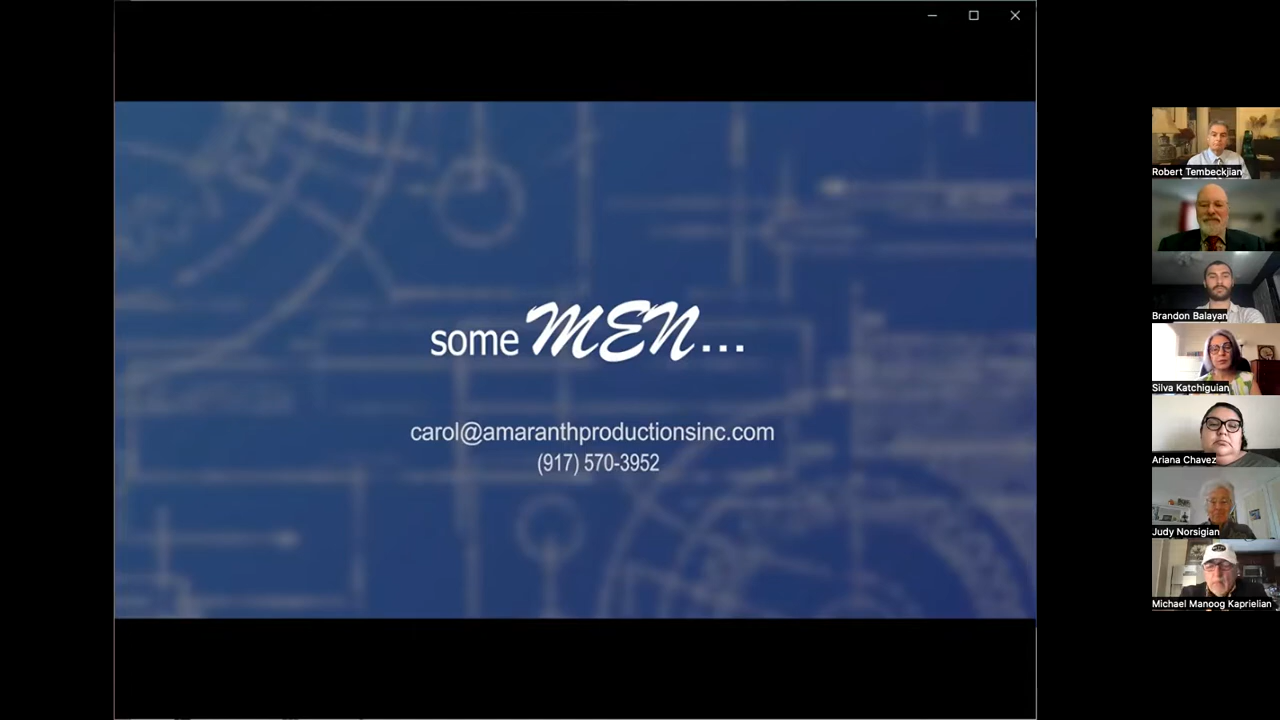 some MEN...
carol@amaranthproductionsinc.com
(917) 570-3952
Robert Tembeckjian
Brandon Balayan
Silva Katchiguian
Ariana Chavez
Judy Norsigian
Michael Manoog Kaprielian